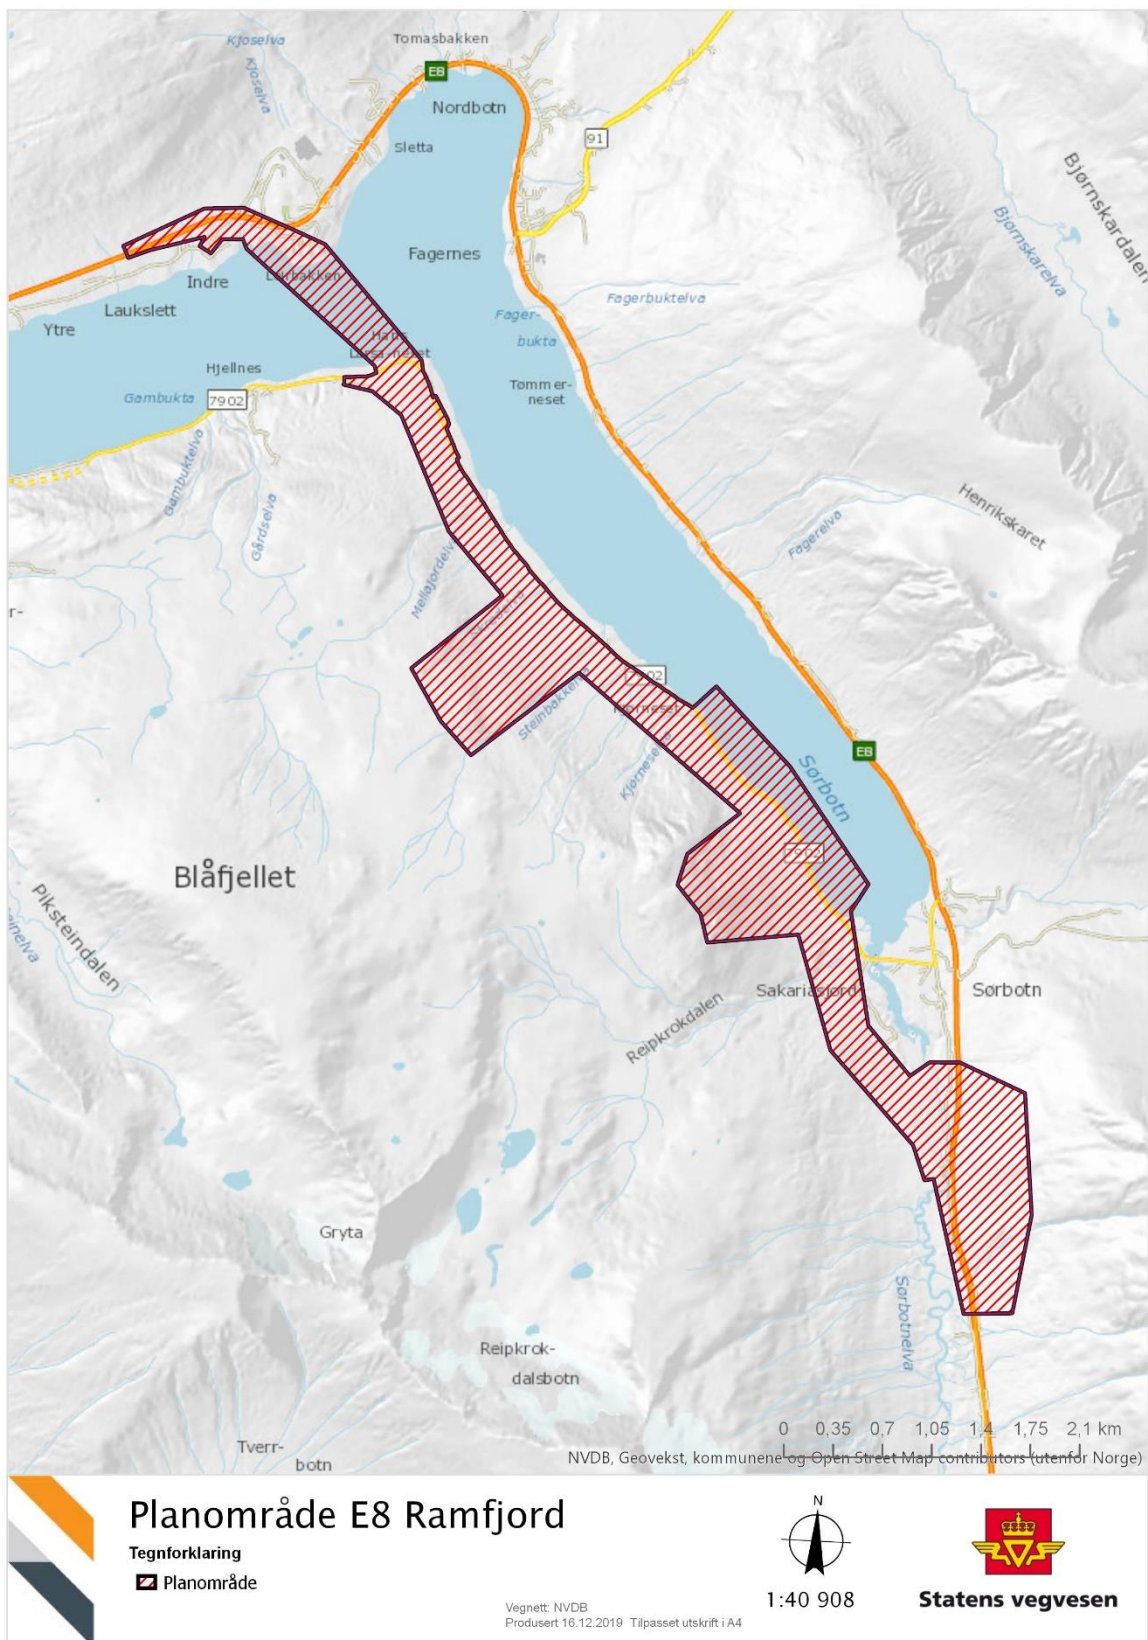 Kjoselva
Tomasbakken
Kjoselva
E8
Nordbotn
Sletta
91
Bjørnskardalen
Bjørnskarelva
Fagernes
Indre
Laukslett
Ytre
Fagerbuktelva
Fager-
bukta
Hjellnes
Gambukta
7902
Tømmer-
neset
Gambuktelva
Gårdselva
Henrikskaret
Fagerelva
r-
Steinbakken
Kjørneset
E8
Sørbotn
7902
Blåfjellet
Piksteindalen
Sakariasjord
Sørbotn
Reipkrokdalen
Gryta
Sørbotnelva
Reipkrok-
dalsbotn
Tverr-
botn
0 0,35 0,7 1,05 1,4 1,75 2,1 km
NVDB, Geovekst, kommunene og Open Street Map contributors (utenfor Norge)
Planområde E8 Ramfjord
Tegnforklaring
Planområde
N
1:40 908
Statens vegvesen
Vegnett: NVDB
Produsert 16.12.2019 Tilpasset utskrift i A4